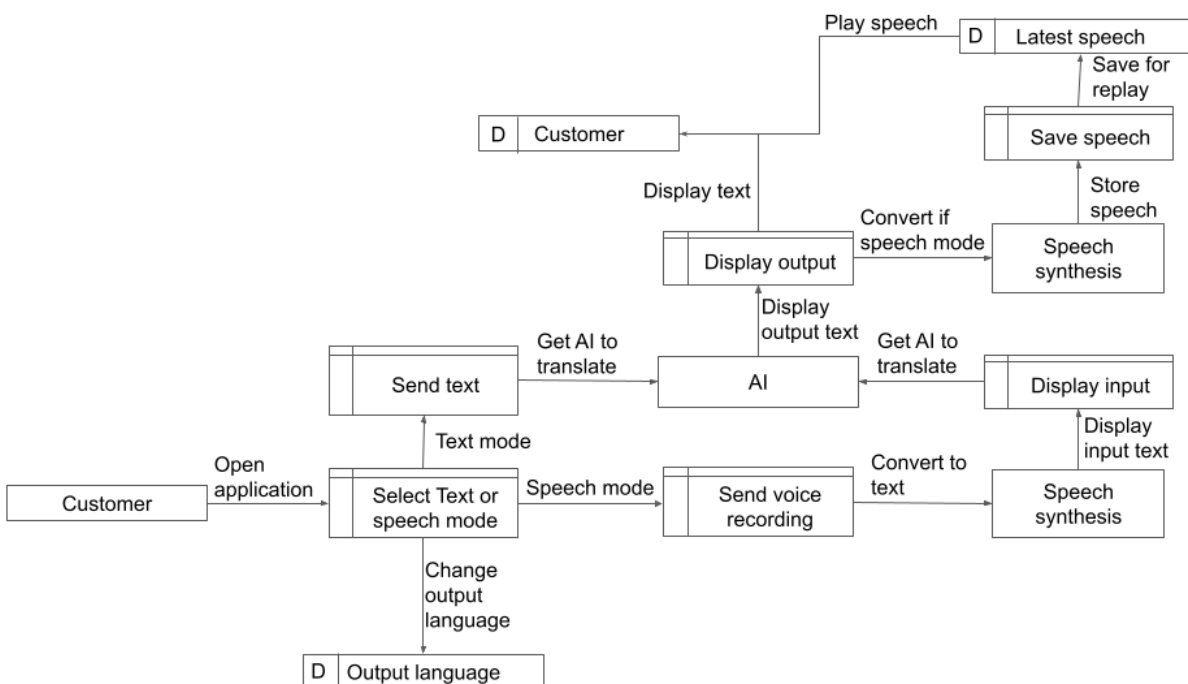 Play speech
D Latest speech
Save for
replay
D Customer
Save speech
Display text
Store
speech
Convert if
speech mode
Display output
Speech
synthesis
Display
output text
Get AI to
translate
Get AI to
translate
Send text
AI
Display input
Text mode
Display
input text
Open
application
Customer
Select Text or
speech mode
Speech mode
Send voice
recording
Convert to
text
Speech
synthesis
Change
output
language
D Output language